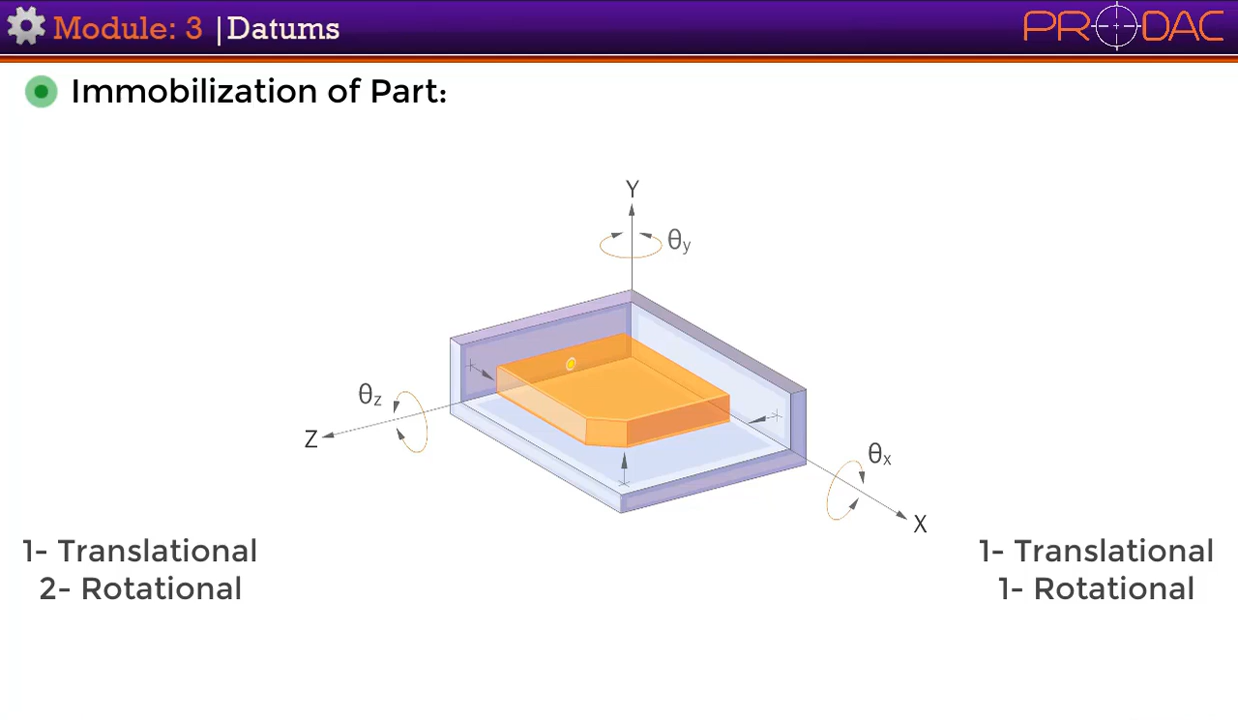 Module: 3 |Datums
PRODAC
Immobilization of Part:
Y
θy
θz
Z
θx
X
1- Translational
2- Rotational
1- Translational
1- Rotational